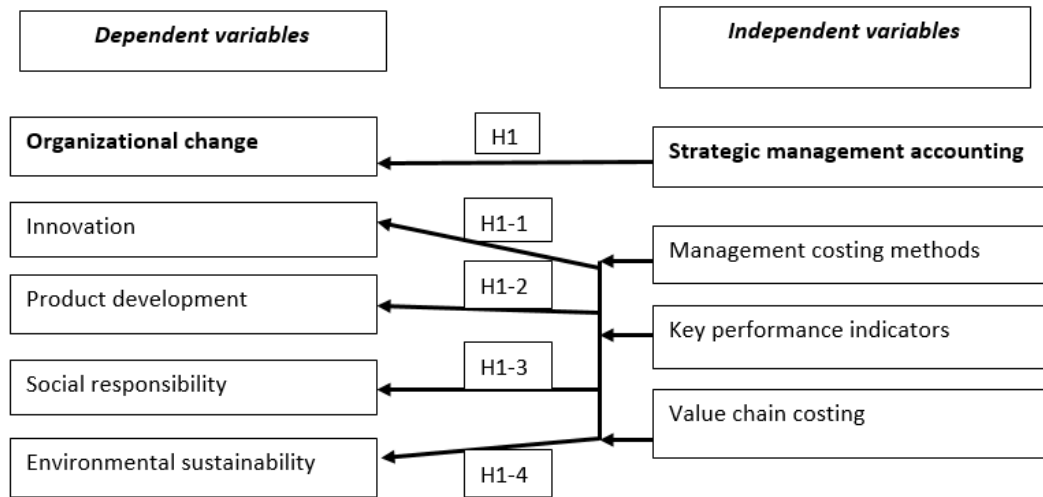 Dependent variables
Independent variables
H1
Organizational change
Strategic management accounting
Innovation
H1-1
Management costing methods
Product development
H1-2
Key performance indicators
Social responsibility
H1-3
Value chain costing
Environmental sustainability
H1-4